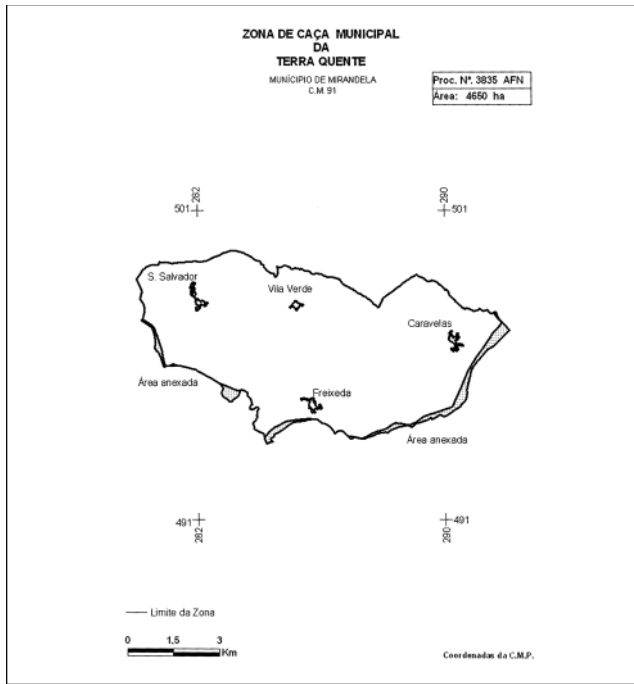 ZONA DE CAÇA MUNICIPAL
DA
TERRA QUENTE
MUNÍCIPIO DE MIRANDELA
C.M. 91
Proc. Nº. 3835 AFN
Área: 4650 ha
282
501
290
501
S. Salvador
Vila Verde
Caravelas
Área anexada
Freixeda
Área anexada
491
282
290
491
Limite da Zona
0 1,5 3
Km
Coordenadas da C.M.P.